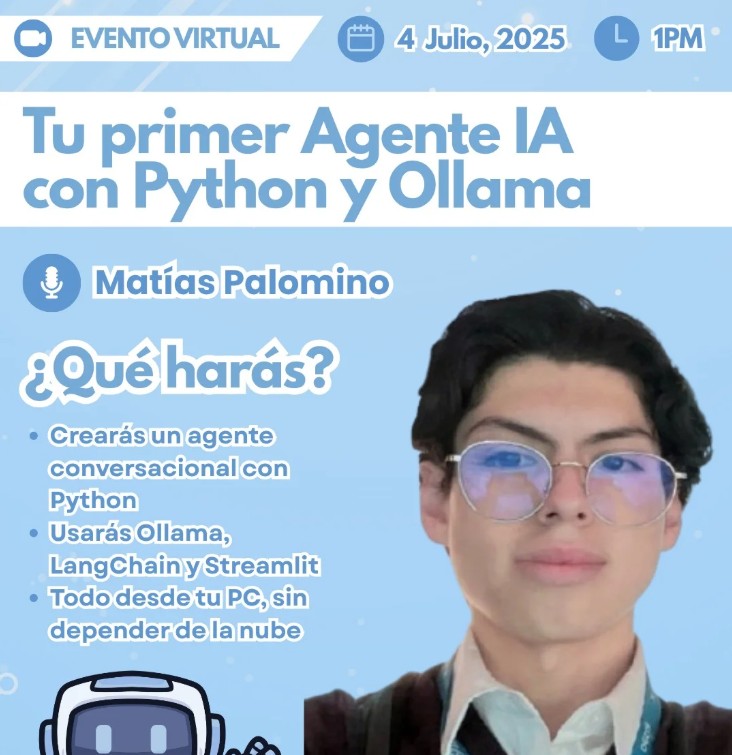 EVENTO VIRTUAL
4 Julio, 2025
1PM
Tu primer Agente IA
con Python y Ollama
Matías Palomino
¿Qué harás?
• Crearás un agente
conversacional con
Python
• Usarás Ollama,
LangChain y Streamlit
• Todo desde tu PC, sin
depender de la nube